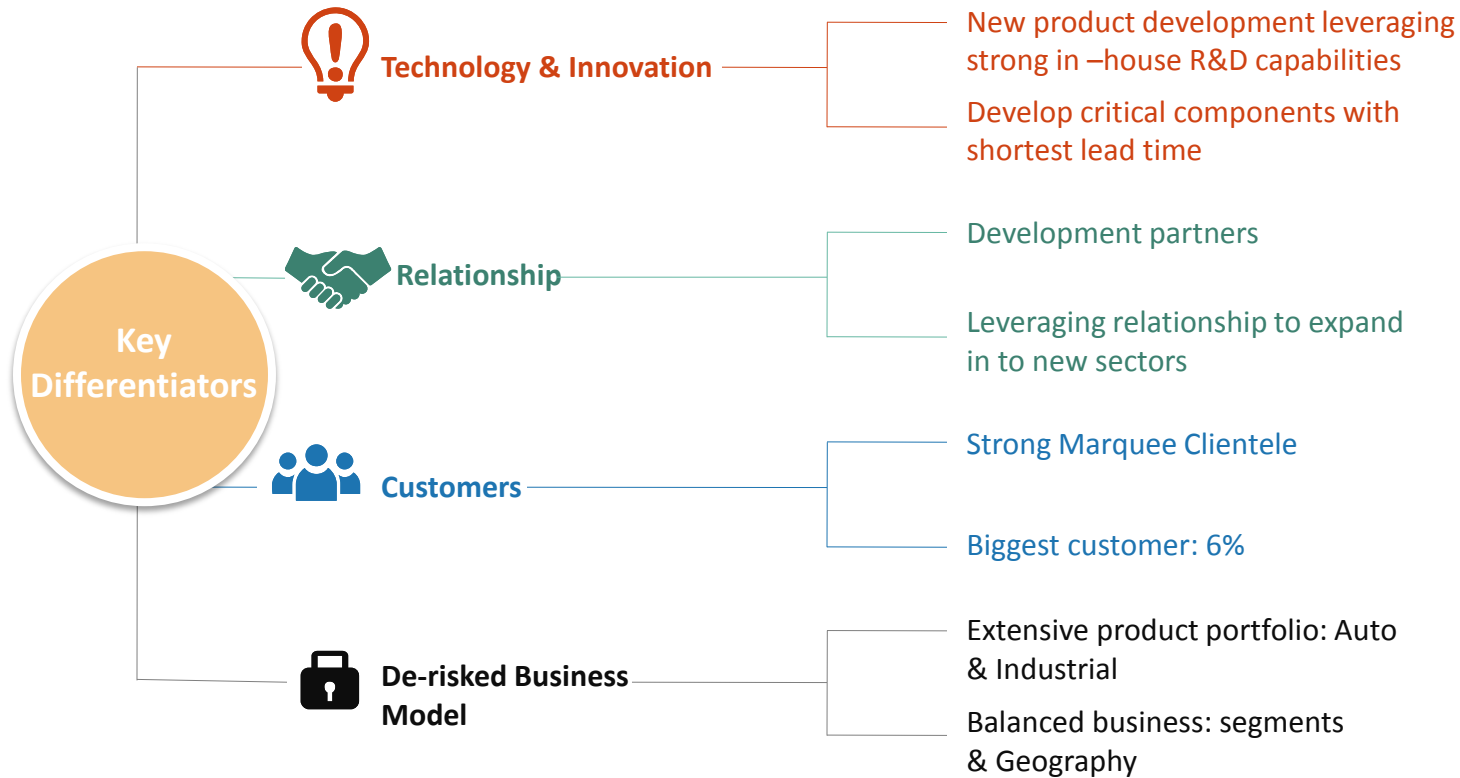 Key
Differentiators
Technology & Innovation
New product development leveraging
strong in –house R&D capabilities
Develop critical components with
shortest lead time
Relationship
Development partners
Leveraging relationship to expand
in to new sectors
Customers
Strong Marquee Clientele
Biggest customer: 6%
De-risked Business
Model
Extensive product portfolio: Auto
& Industrial
Balanced business: segments
& Geography